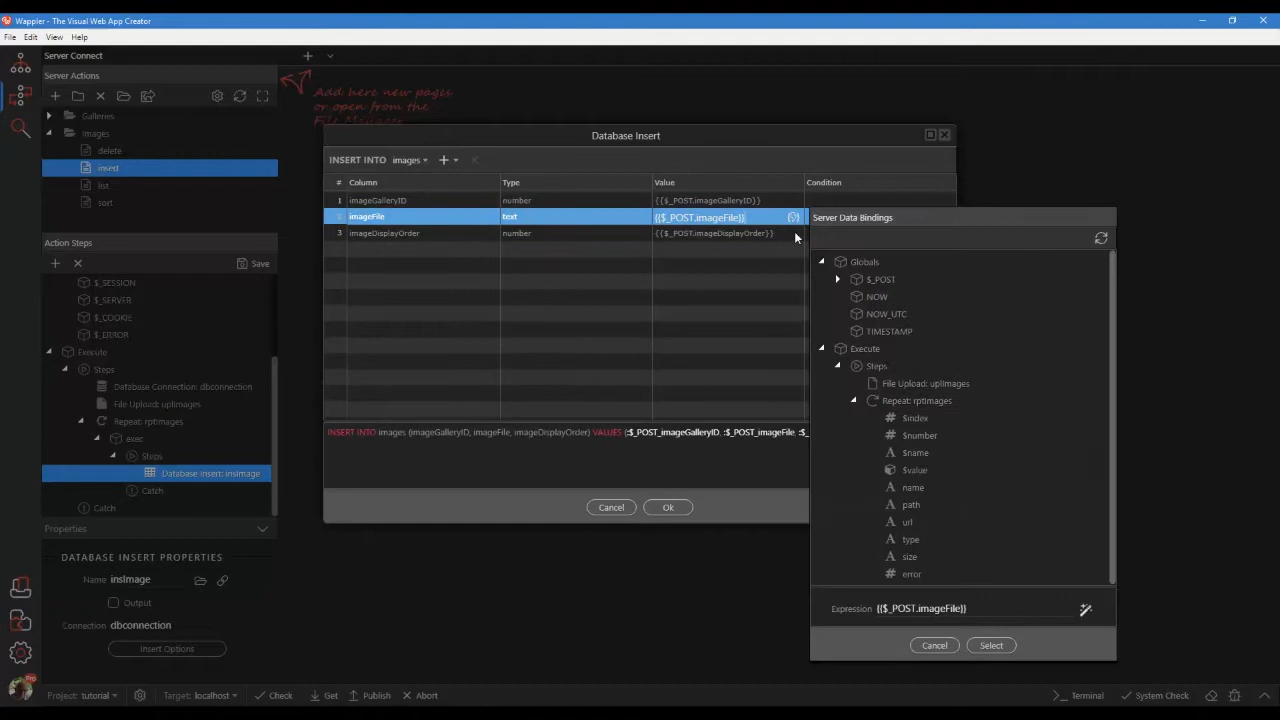 Wappler - The Visual Web App Creator
File Edit View Help
Server Connect
Server Actions
Add here new pages
or open from the
File Manager
Galleries
Images
delete
insert
list
sort
Action Steps
Save
$_SESSION
$_SERVER
$_COOKIE
$_ERROR
Execute
Steps
Database Connection: dbconnection
File Upload: uplImages
Repeat: rptImages
exec
Steps
Database Insert: insImage
Catch
Catch
Properties
DATABASE INSERT PROPERTIES
Name insImage
Output
Connection dbconnection
Insert Options
Database Insert
INSERT INTO images
# Column Type Value Condition
1 imageGalleryID number {{$_POST.imageGalleryID}}
2 imageFile text {{$_POST.imageFile}}
3 imageDisplayOrder number {{$_POST.imageDisplayOrder}}
INSERT INTO images (imageGalleryID, imageFile, imageDisplayOrder) VALUES (:$_POST_imageGalleryID, :$_POST_imageFile, :$_
Cancel Ok
Server Data Bindings
Globals
$_POST
NOW
NOW_UTC
TIMESTAMP
Execute
Steps
File Upload: uplImages
Repeat: rptImages
$index
$number
$name
$value
name
path
url
type
size
error
Expression {{$_POST.imageFile}}
Cancel Select
Pro
Project: tutorial Target: localhost Check Get Publish Abort Terminal System Check